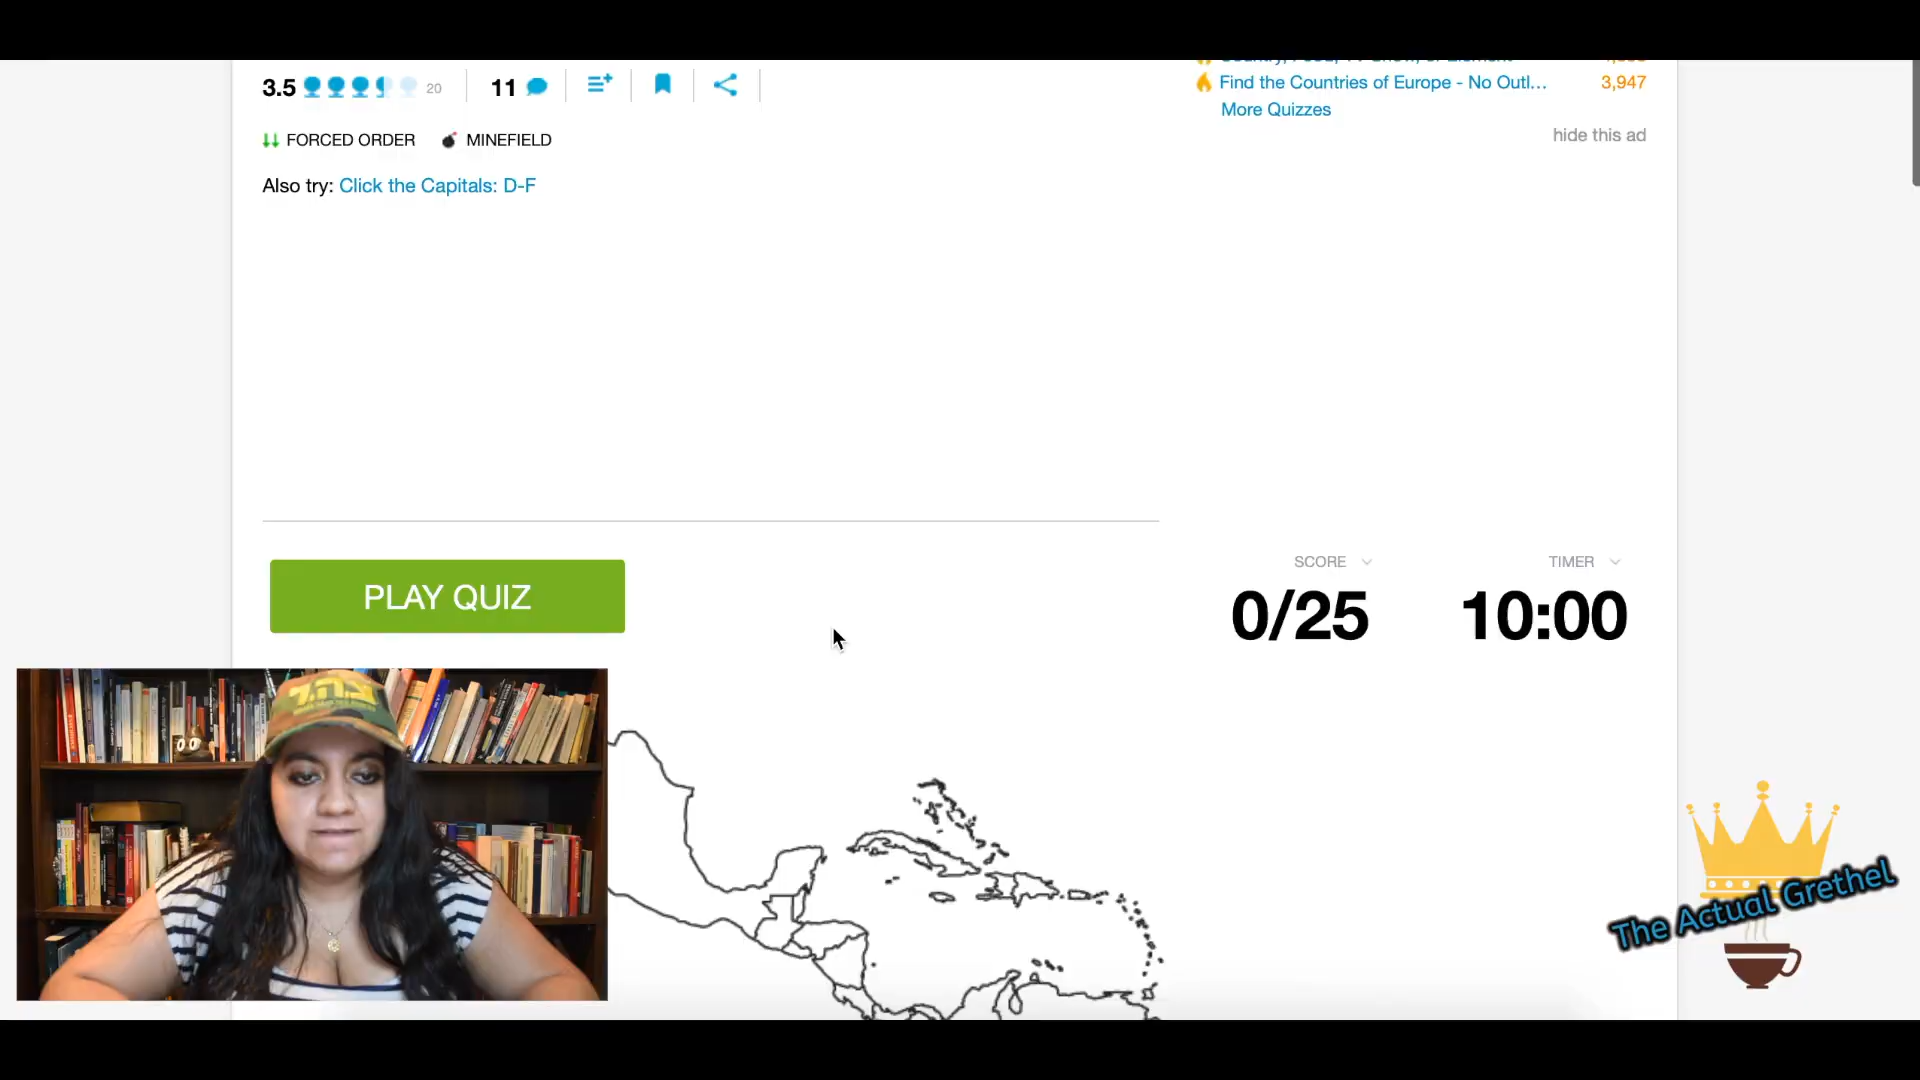 3.5
20
11
Find the Countries of Europe - No Outl...
3,947
More Quizzes
hide this ad
FORCED ORDER
MINEFIELD
Also try: Click the Capitals: D-F
PLAY QUIZ
SCORE
TIMER
0/25
10:00
צה״ל
The Actual Grethel